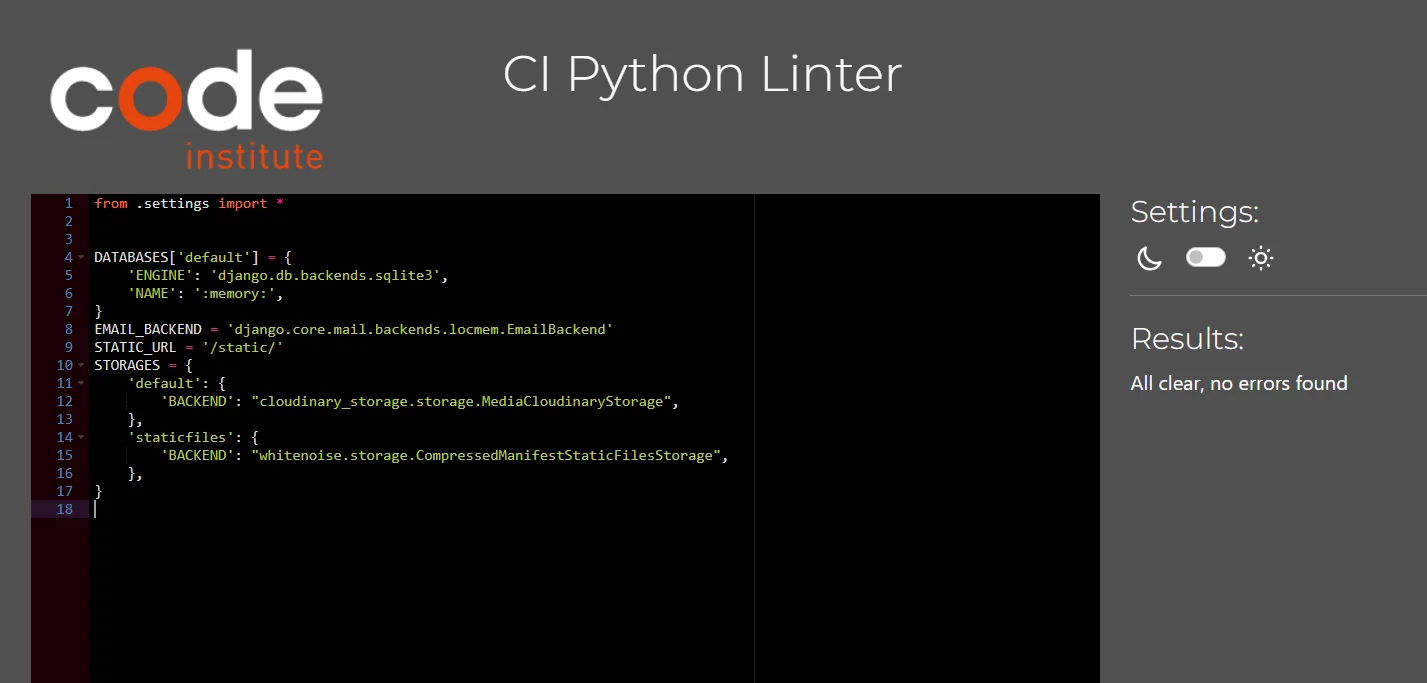 code
institute
CI Python Linter
1 from .settings import *
2
3
4 DATABASES['default'] = {
5     'ENGINE': 'django.db.backends.sqlite3',
6     'NAME': ':memory:',
7 }
8 EMAIL_BACKEND = 'django.core.mail.backends.locmem.EmailBackend'
9 STATIC_URL = '/static/'
10 STORAGES = {
11     'default': {
12         'BACKEND': "cloudinary_storage.storage.MediaCloudinaryStorage",
13     },
14     'staticfiles': {
15         'BACKEND': "whitenoise.storage.CompressedManifestStaticFilesStorage",
16     },
17 }
18
Settings:
Results:
All clear, no errors found